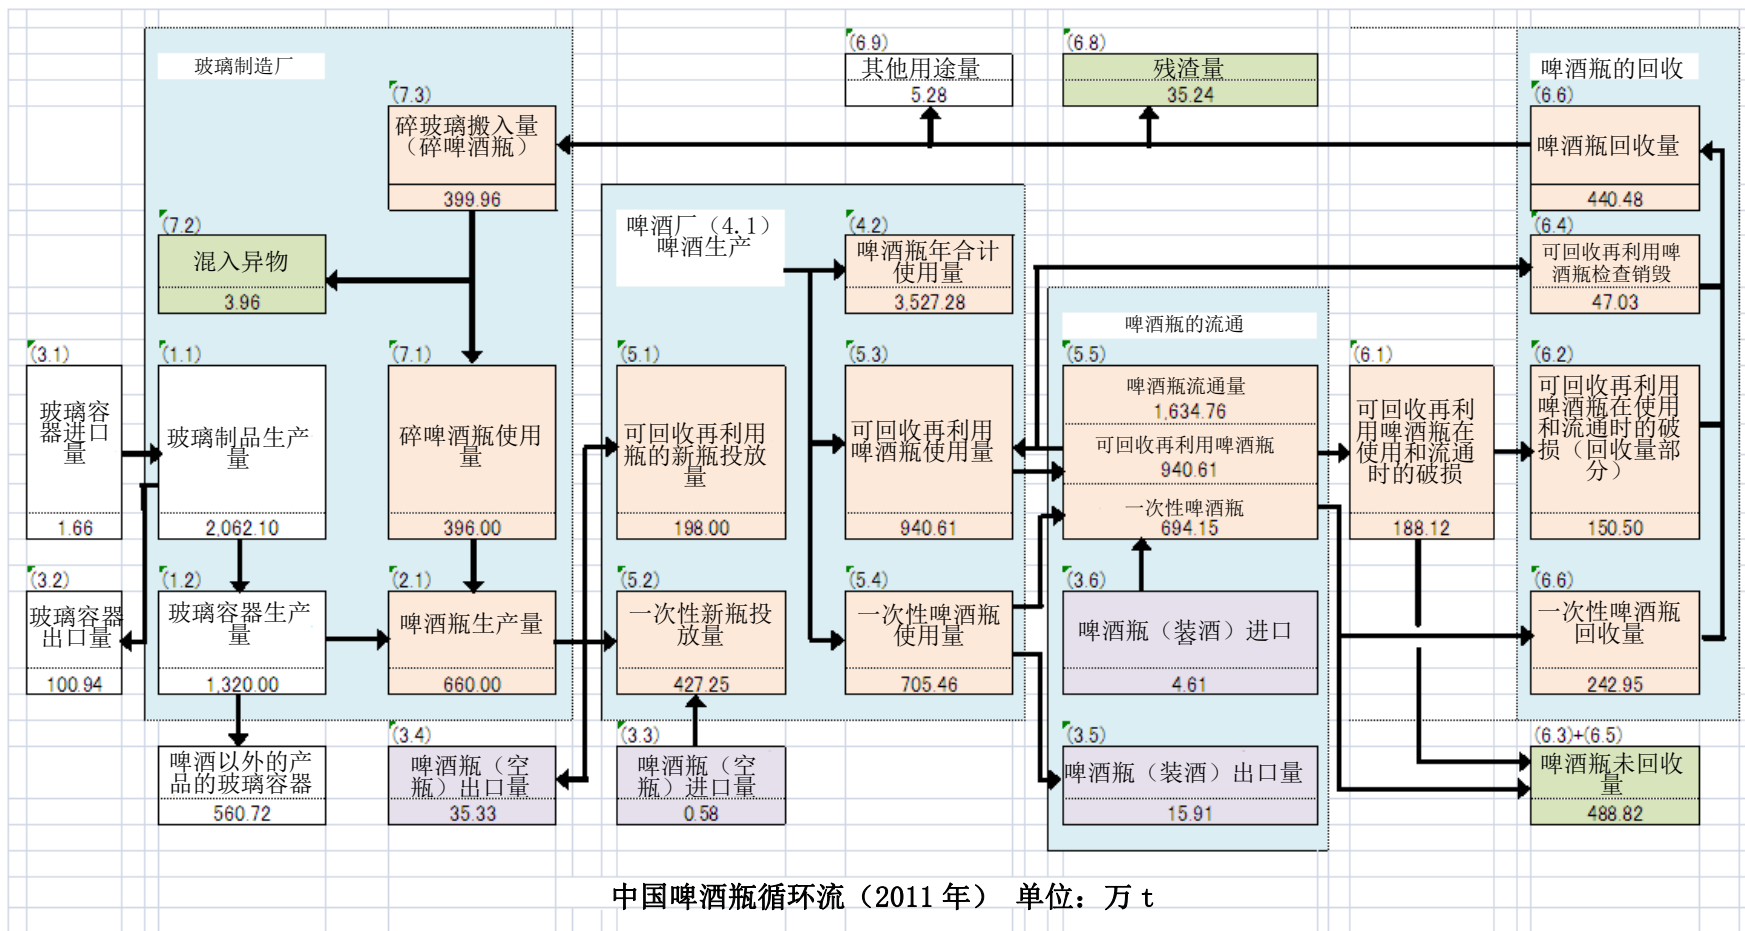 玻璃制造厂
(7.3)
碎玻璃搬入量
（碎啤酒瓶）
399.96
(7.2)
混入异物
3.96
(3.1)
玻璃容
器进口
量
1.66
(1.1)
玻璃制品生产
量
2,062.10
(7.1)
碎啤酒瓶使用
量
396.00
(3.2)
玻璃容器
出口量
100.94
(1.2)
玻璃容器生产
量
1,320.00
(2.1)
啤酒瓶生产量
660.00
啤酒以外的产
品的玻璃容器
560.72
(3.4)
啤酒瓶（空
瓶）出口量
35.33
(3.3)
啤酒瓶（空
瓶）进口量
0.58
啤酒厂（4.1）
啤酒生产
(4.2)
啤酒瓶年合计
使用量
3,527.28
(5.1)
可回收再利用
瓶的新瓶投放
量
198.00
(5.3)
可回收再利用
啤酒瓶使用量
940.61
(5.2)
一次性新瓶投
放量
427.25
(5.4)
一次性啤酒瓶
使用量
705.46
(6.9)
其他用途量
5.28
(6.8)
残渣量
35.24
啤酒瓶的流通
(5.5)
啤酒瓶流通量
1,634.76
可回收再利用啤酒瓶
940.61
一次性啤酒瓶
694.15
(3.6)
啤酒瓶（装酒）进口
4.61
(3.5)
啤酒瓶（装酒）出口量
15.91
(6.1)
可回收再利
用啤酒瓶在
使用和流通
时的破损
188.12
啤酒瓶的回收
(6.6)
啤酒瓶回收量
440.48
(6.4)
可回收再利用啤
酒瓶检查销毁
47.03
(6.2)
可回收再利用
啤酒瓶在使用
和流通时的破
损（回收量部
分）
150.50
(6.6)
一次性啤酒瓶
回收量
242.95
(6.3)+(6.5)
啤酒瓶未回收
量
488.82
中国啤酒瓶循环流（2011 年） 单位：万 t